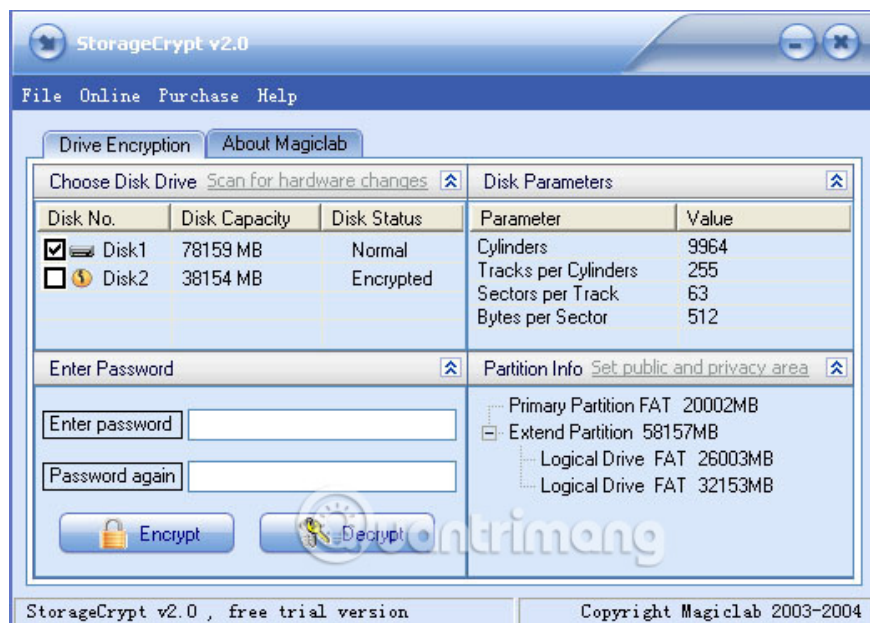 StorageCrypt v2.0
File Online Purchase Help
Drive Encryption About Magiclab
Choose Disk Drive Scan for hardware changes
Disk No. Disk Capacity Disk Status
Disk1 78159 MB Normal
Disk2 38154 MB Encrypted
Disk Parameters
Parameter Value
Cylinders 9964
Tracks per Cylinders 255
Sectors per Track 63
Bytes per Sector 512
Enter Password
Enter password
Password again
Encrypt Decrypt
Partition Info Set public and privacy area
Primary Partition FAT 20002MB
Extend Partition 58157MB
Logical Drive FAT 26003MB
Logical Drive FAT 32153MB
Quantrimang
StorageCrypt v2.0 , free trial version
Copyright Magiclab 2003-2004